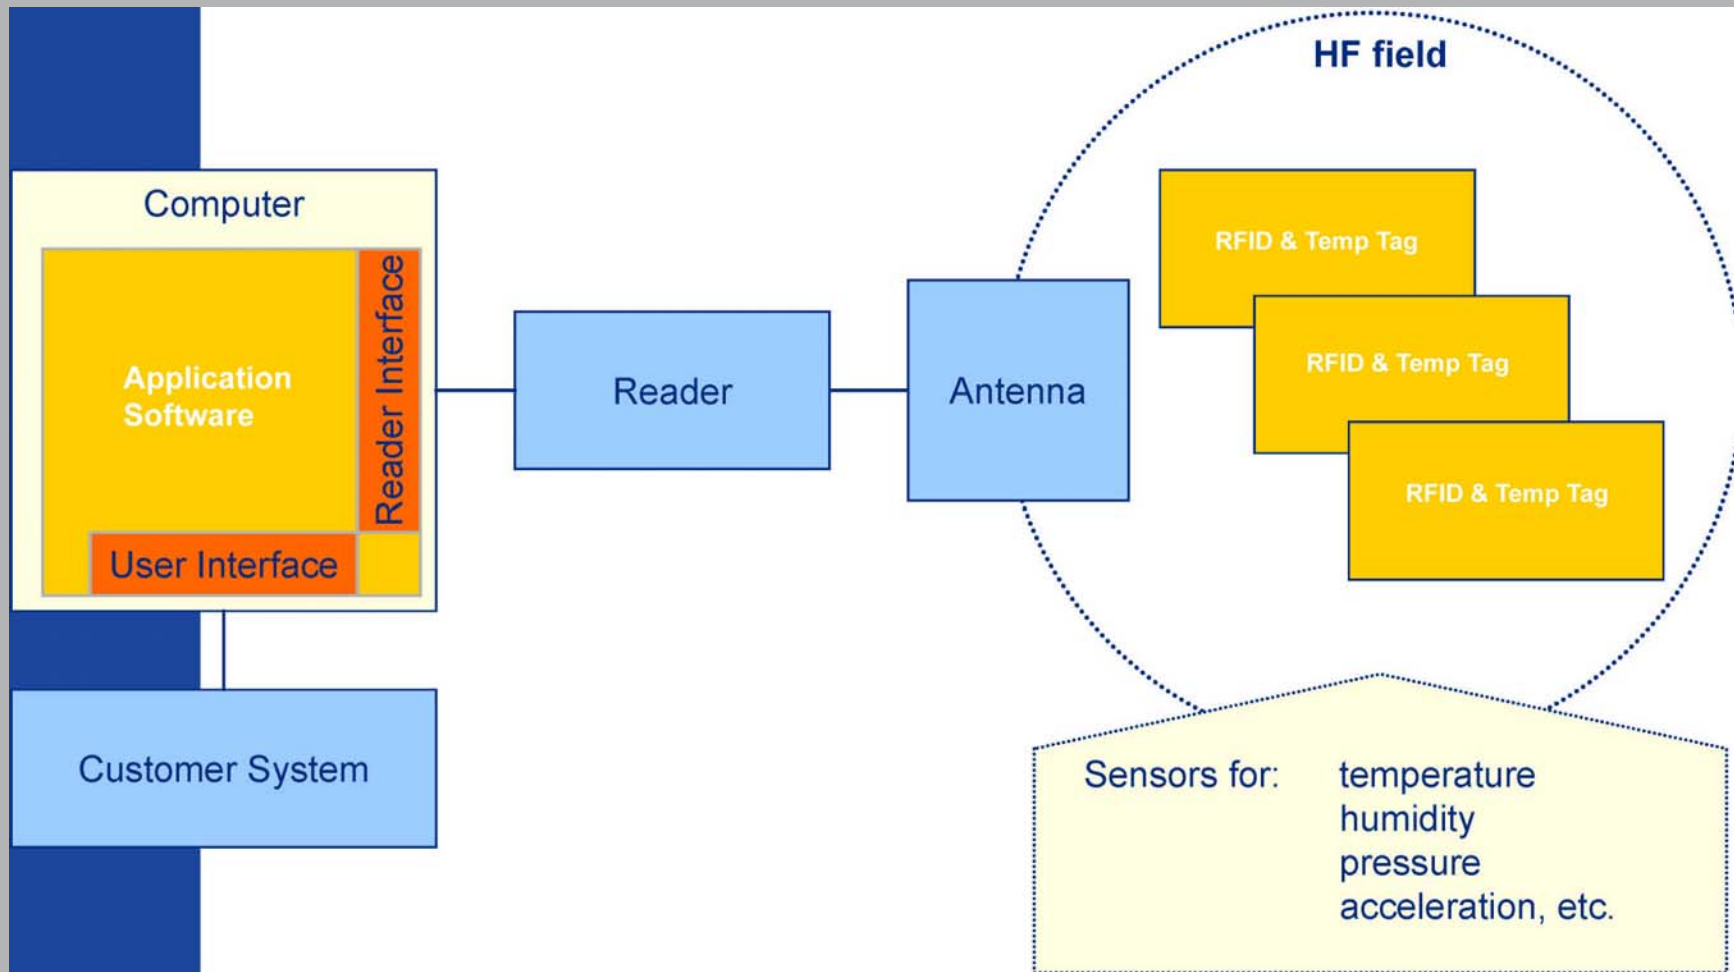 HF field
Computer
Application
Software
Reader Interface
User Interface
Reader
Antenna
RFID & Temp Tag
RFID & Temp Tag
RFID & Temp Tag
Customer System
Sensors for: temperature
humidity
pressure
acceleration, etc.